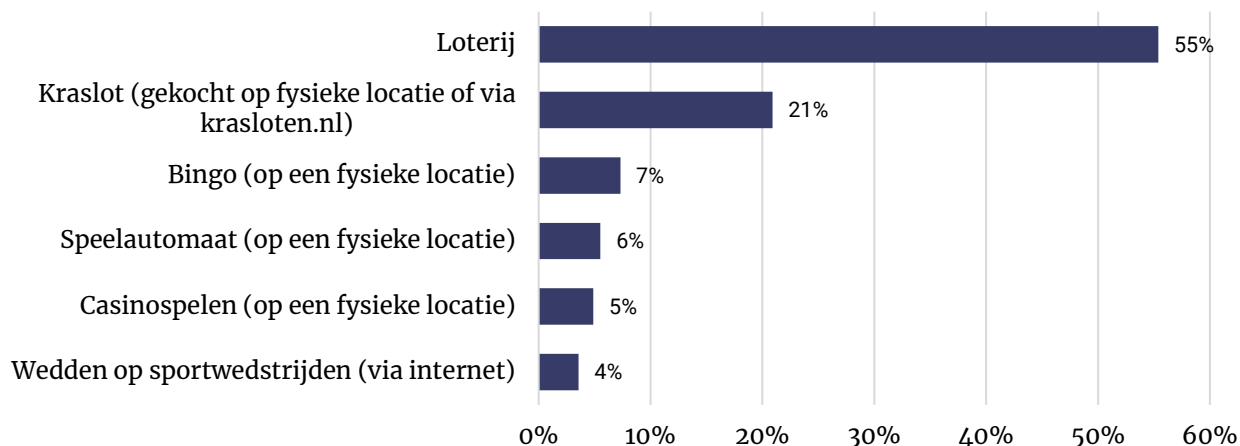 Loterij
55%
Kraslot (gekocht op fysieke locatie of via
krasloten.nl)
21%
Bingo (op een fysieke locatie)
7%
Speelautomaat (op een fysieke locatie)
6%
Casinospelen (op een fysieke locatie)
5%
Wedden op sportwedstrijden (via internet)
4%
0% 10% 20% 30% 40% 50% 60%